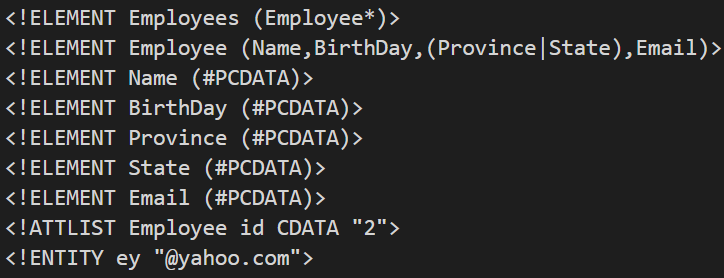 <!ELEMENT Employees (Employee*)>
<!ELEMENT Employee (Name,BirthDay,(Province|State),Email)>
<!ELEMENT Name (#PCDATA)>
<!ELEMENT BirthDay (#PCDATA)>
<!ELEMENT Province (#PCDATA)>
<!ELEMENT State (#PCDATA)>
<!ELEMENT Email (#PCDATA)>
<!ATTLIST Employee id CDATA "2">
<!ENTITY ey "@yahoo.com">